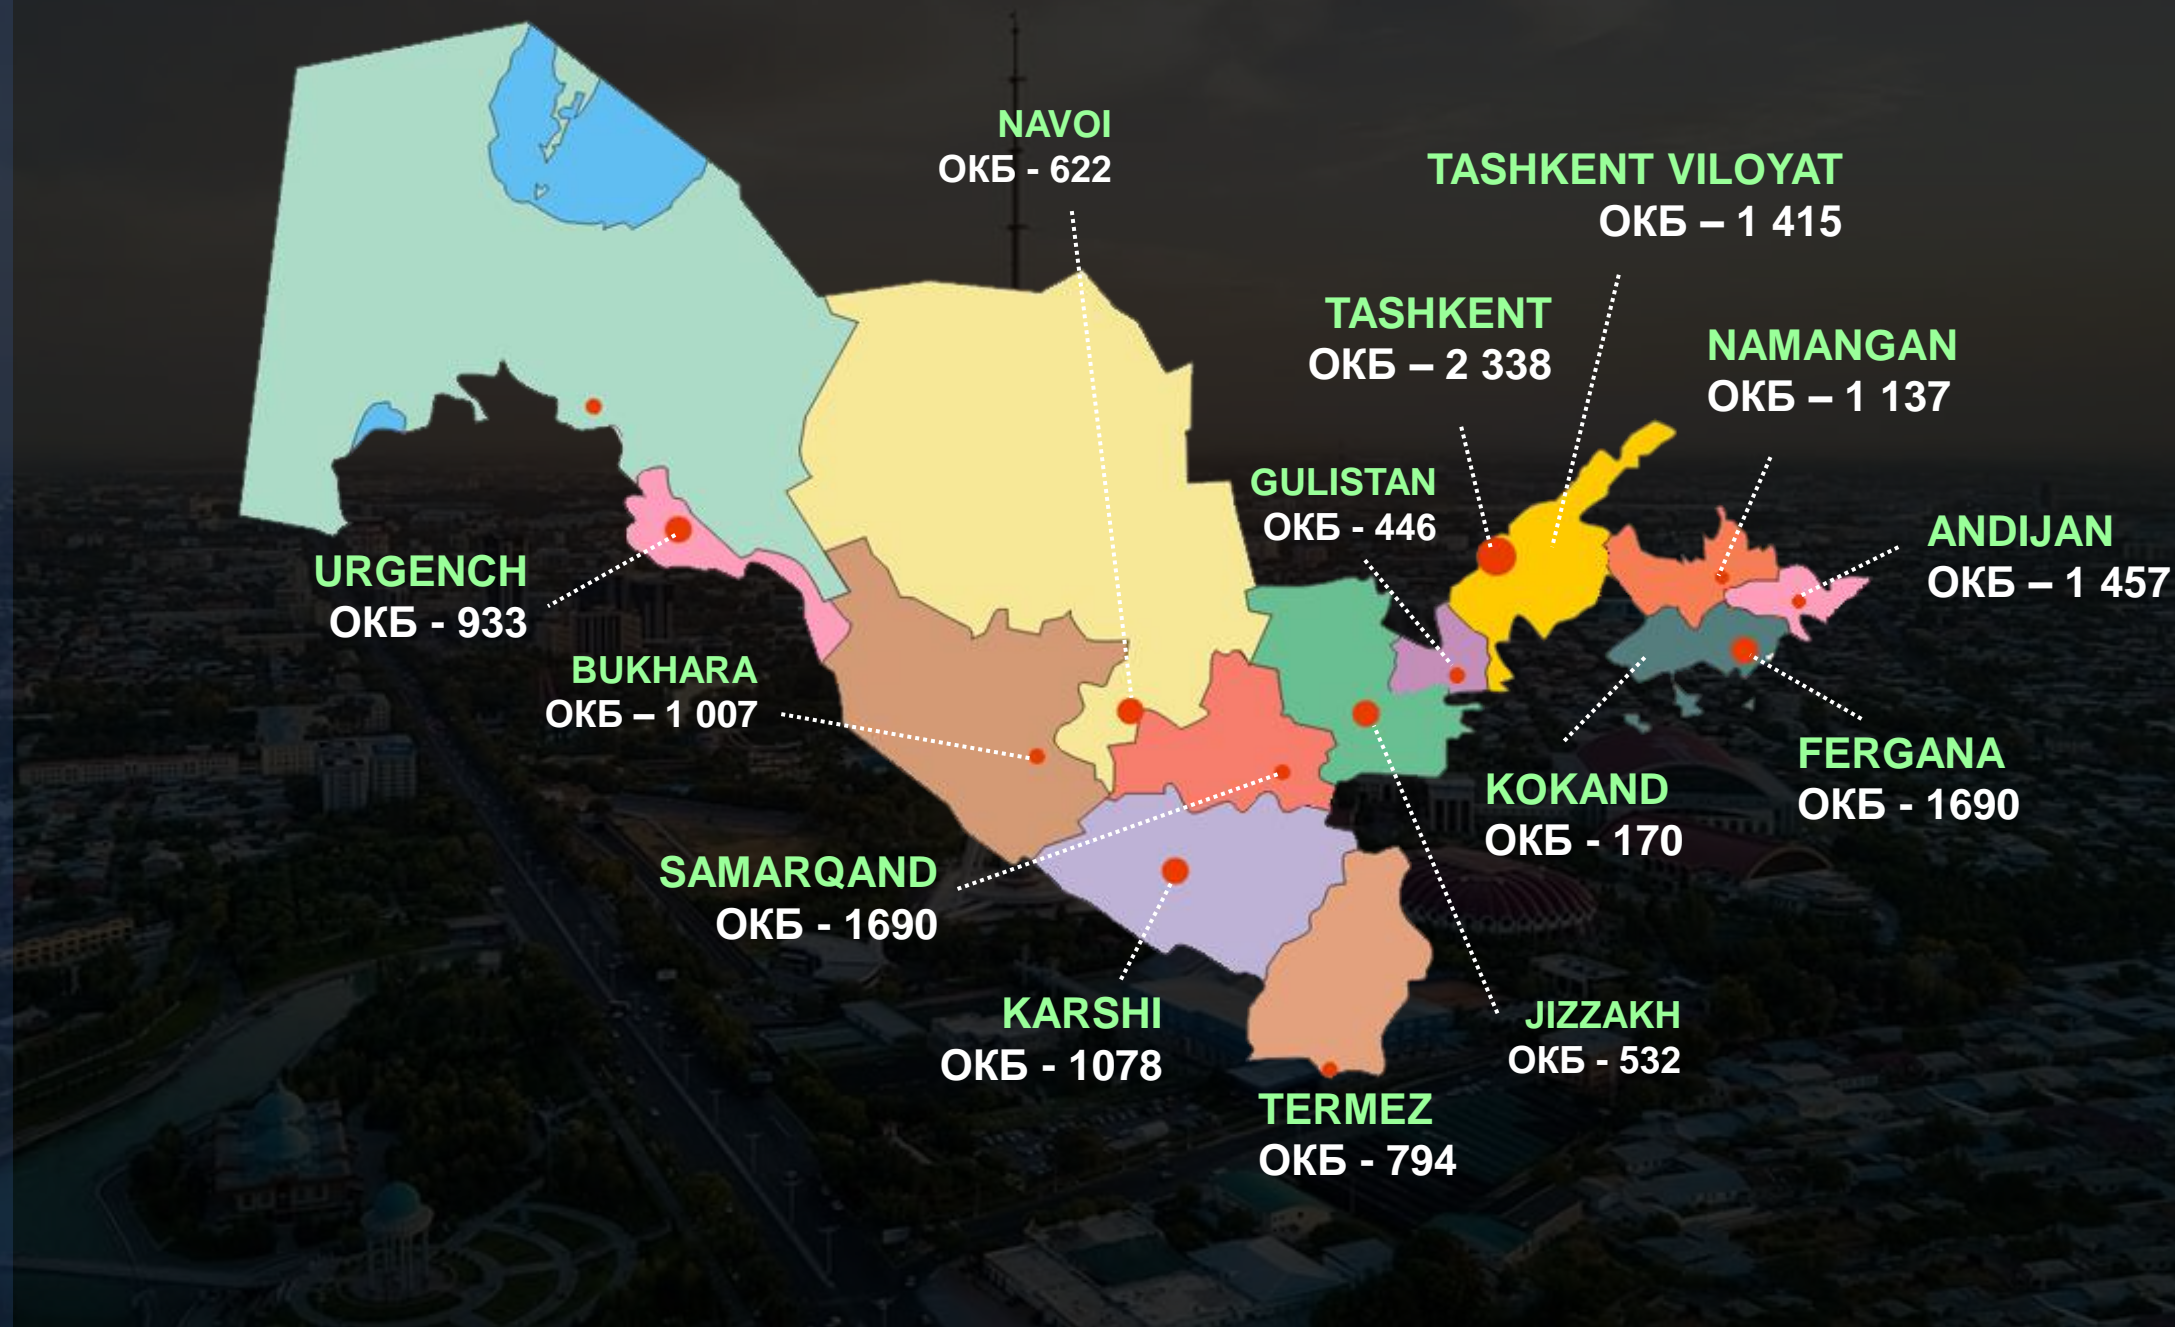 NAVOI
ОКБ - 622
TASHKENT VILOYAT
ОКБ – 1 415
TASHKENT
ОКБ – 2 338
NAMANGAN
ОКБ – 1 137
GULISTAN
ОКБ - 446
ANDIJAN
ОКБ – 1 457
URGENCH
ОКБ - 933
BUKHARA
ОКБ – 1 007
FERGANA
ОКБ - 1690
KOKAND
ОКБ - 170
SAMARQAND
ОКБ - 1690
KARSHI
ОКБ - 1078
JIZZAKH
ОКБ - 532
TERMEZ
ОКБ - 794